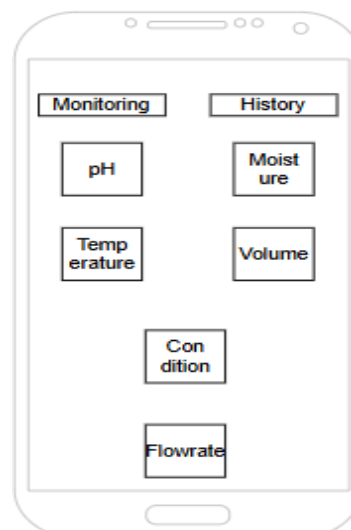 Monitoring
History
pH
Moist
ure
Temp
erature
Volume
Con
dition
Flowrate